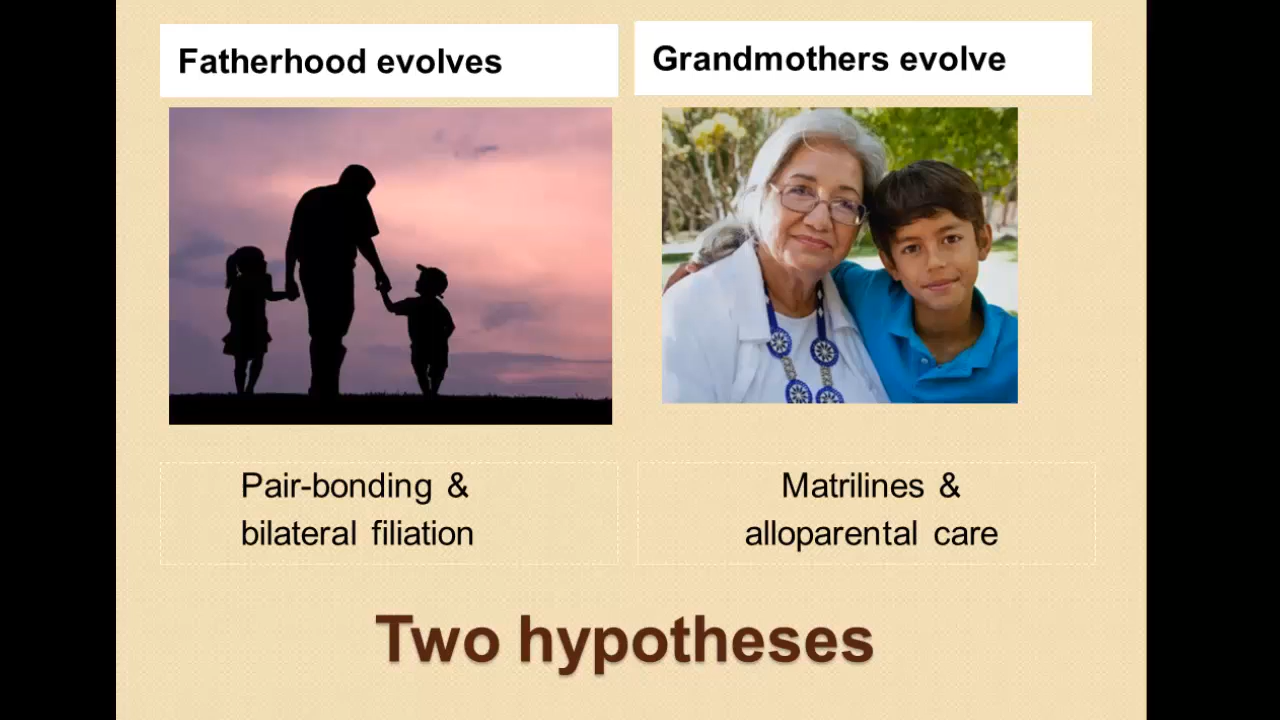 Fatherhood evolves
Grandmothers evolve
Pair-bonding &
bilateral filiation
Matrilines &
alloparental care
Two hypotheses